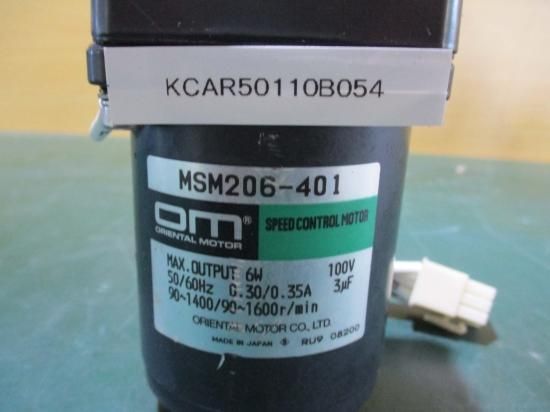 KCAR50110B054
MSM206-401
OM®
ORIENTAL MOTOR
SPEED CONTROL MOTOR
MAX. OUTPUT 6W 100V
50/60Hz 0.30/0.35A 3μF
90~1400/90~1600r/min
ORIENTAL MOTOR CO., LTD.
MADE IN JAPAN RU9 08200